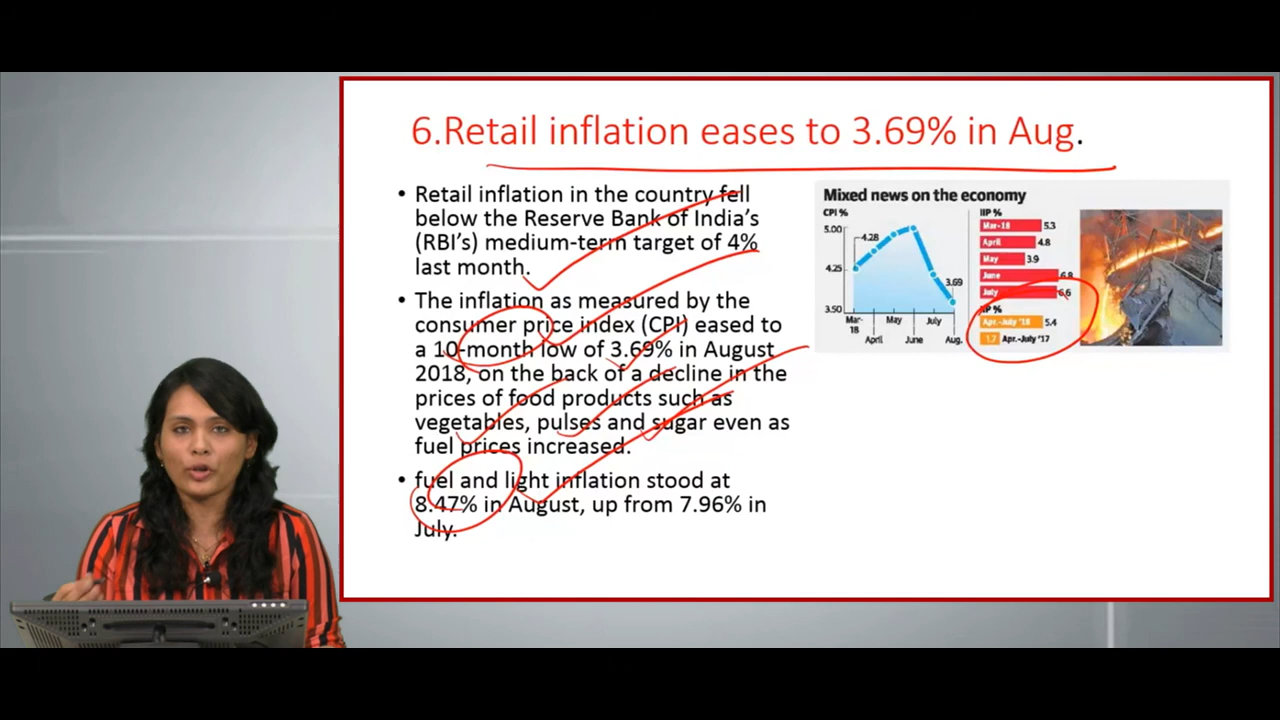 6.Retail inflation eases to 3.69% in Aug.
• Retail inflation in the country fell
below the Reserve Bank of India's
(RBI's) medium-term target of 4%
last month.
• The inflation as measured by the
consumer price index (CPI) eased to
a 10-month low of 3.69% in August
2018, on the back of a decline in the
prices of food products such as
vegetables, pulses and sugar even as
fuel prices increased.
• fuel and light inflation stood at
8.47% in August, up from 7.96% in
July.
Mixed news on the economy
CPI %
5.00
4.28
4.25
3.69
3.50
Mar-
18
May
July
April
June
Aug.
IIP %
Mar-18 5.3
April 4.8
May 3.9
June 6.8
July 6.6
IIP %
Apr.-July '18 5.4
1.7 Apr.-July '17